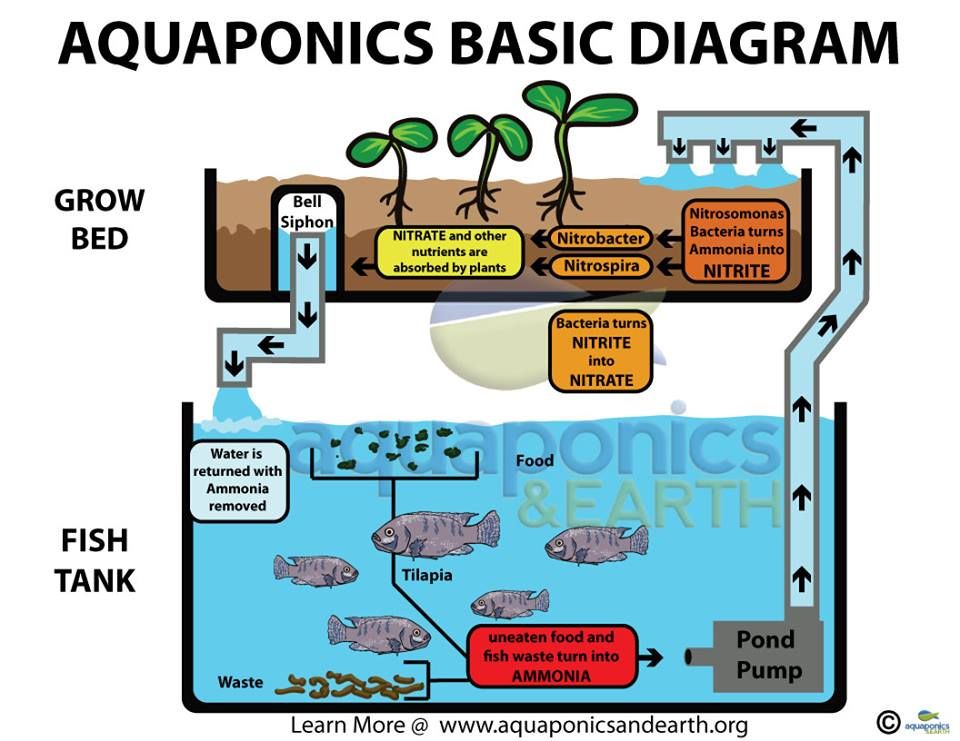 AQUAPONICS BASIC DIAGRAM
GROW
BED
Bell
Siphon
NITRATE and other
nutrients are
absorbed by plants
Nitrobacter
Nitrospira
Nitrosomonas
Bacteria turns
Ammonia into
NITRITE
Bacteria turns
NITRITE
into
NITRATE
aquaponics
&EARTH
Water is
returned with
Ammonia
removed
Food
FISH
TANK
Tilapia
uneaten food and
fish waste turn into
AMMONIA
Pond
Pump
Waste
Learn More @ www.aquaponicsandearth.org
© aquaponics
&EARTH